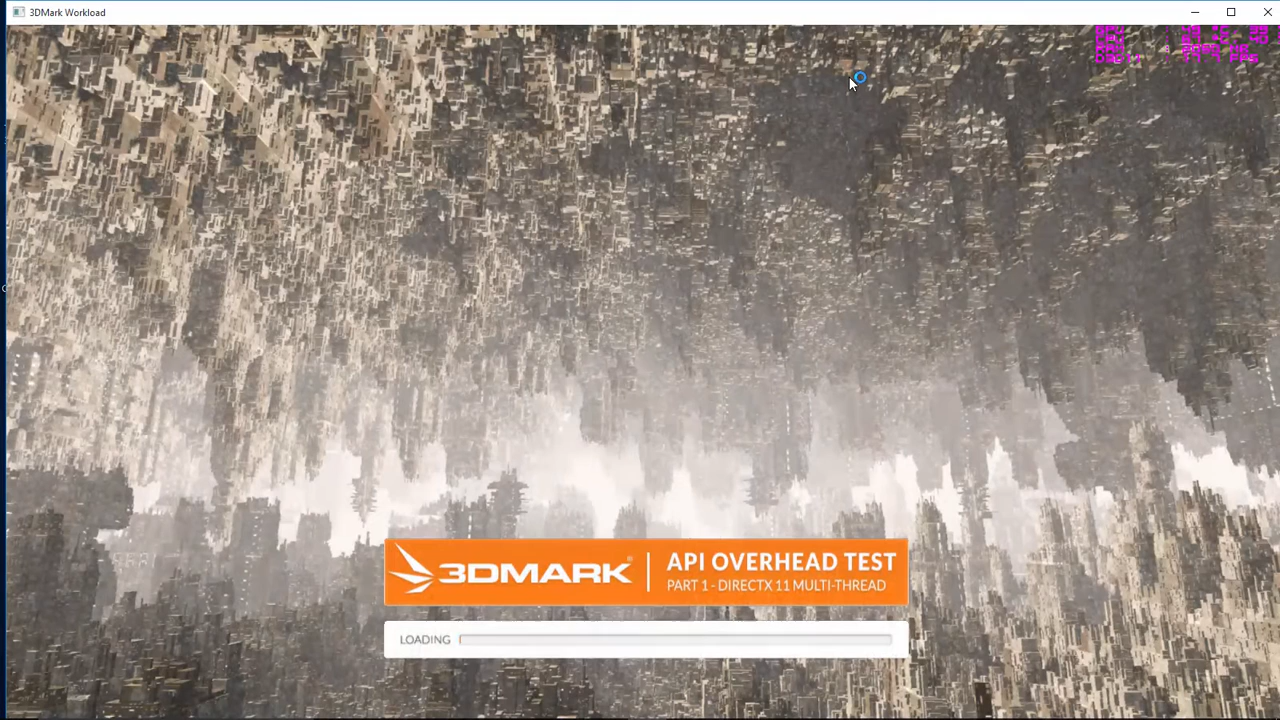 3DMark Workload
3DMARK®
API OVERHEAD TEST
PART 1 - DIRECTX 11 MULTI-THREAD
LOADING